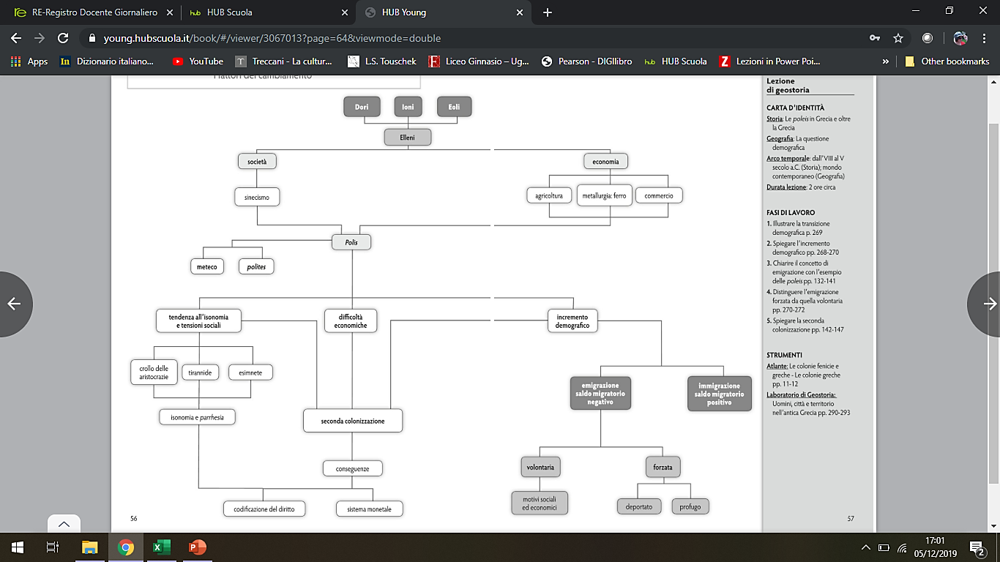 RE-Registro Docente Giornaliero
HUB Scuola
HUB Young
young.hubscuola.it/book/#/viewer/3067013?page=64&viewmode=double
Apps
Dizionario italiano...
YouTube
Treccani - La cultur...
L.S. Touschek
Liceo Ginnasio – Ug...
Pearson - DIGIlibro
HUB Scuola
Lezioni in Power Poi...
»
Other bookmarks
i fattori del cambiamento
Dori
Ioni
Eoli
Elleni
società
economia
sinecismo
agricoltura
metallurgia: ferro
commercio
Polis
meteco
polites
tendenza all'isonomia
e tensioni sociali
difficoltà
economiche
incremento
demografico
crollo delle
aristocrazie
tirannide
esimnete
emigrazione
saldo migratorio
negativo
immigrazione
saldo migratorio
positivo
isonomia e parrhesia
seconda colonizzazione
conseguenze
volontaria
forzata
codificazione del diritto
sistema monetale
motivi sociali
ed economici
deportato
profugo
56
57
Lezione
di geostoria
CARTA D'IDENTITÀ
Storia: Le poleis in Grecia e oltre
la Grecia
Geografia: La questione
demografica
Arco temporale: dall'VIII al V
secolo a.C. (Storia); mondo
contemporaneo (Geografia)
Durata lezione: 2 ore circa
FASI DI LAVORO
1. Illustrare la transizione
demografica p. 269
2. Spiegare l'incremento
demografico pp. 268-270
3. Chiarire il concetto di
emigrazione con l'esempio
delle poleis pp. 132-141
4. Distinguere l'emigrazione
forzata da quella volontaria
pp. 270-272
5. Spiegare la seconda
colonizzazione pp. 142-147
STRUMENTI
Atlante: Le colonie fenicie e
greche - Le colonie greche
pp. 11-12
Laboratorio di Geostoria:
Uomini, città e territorio
nell'antica Grecia pp. 290-293
17:01
05/12/2019
2